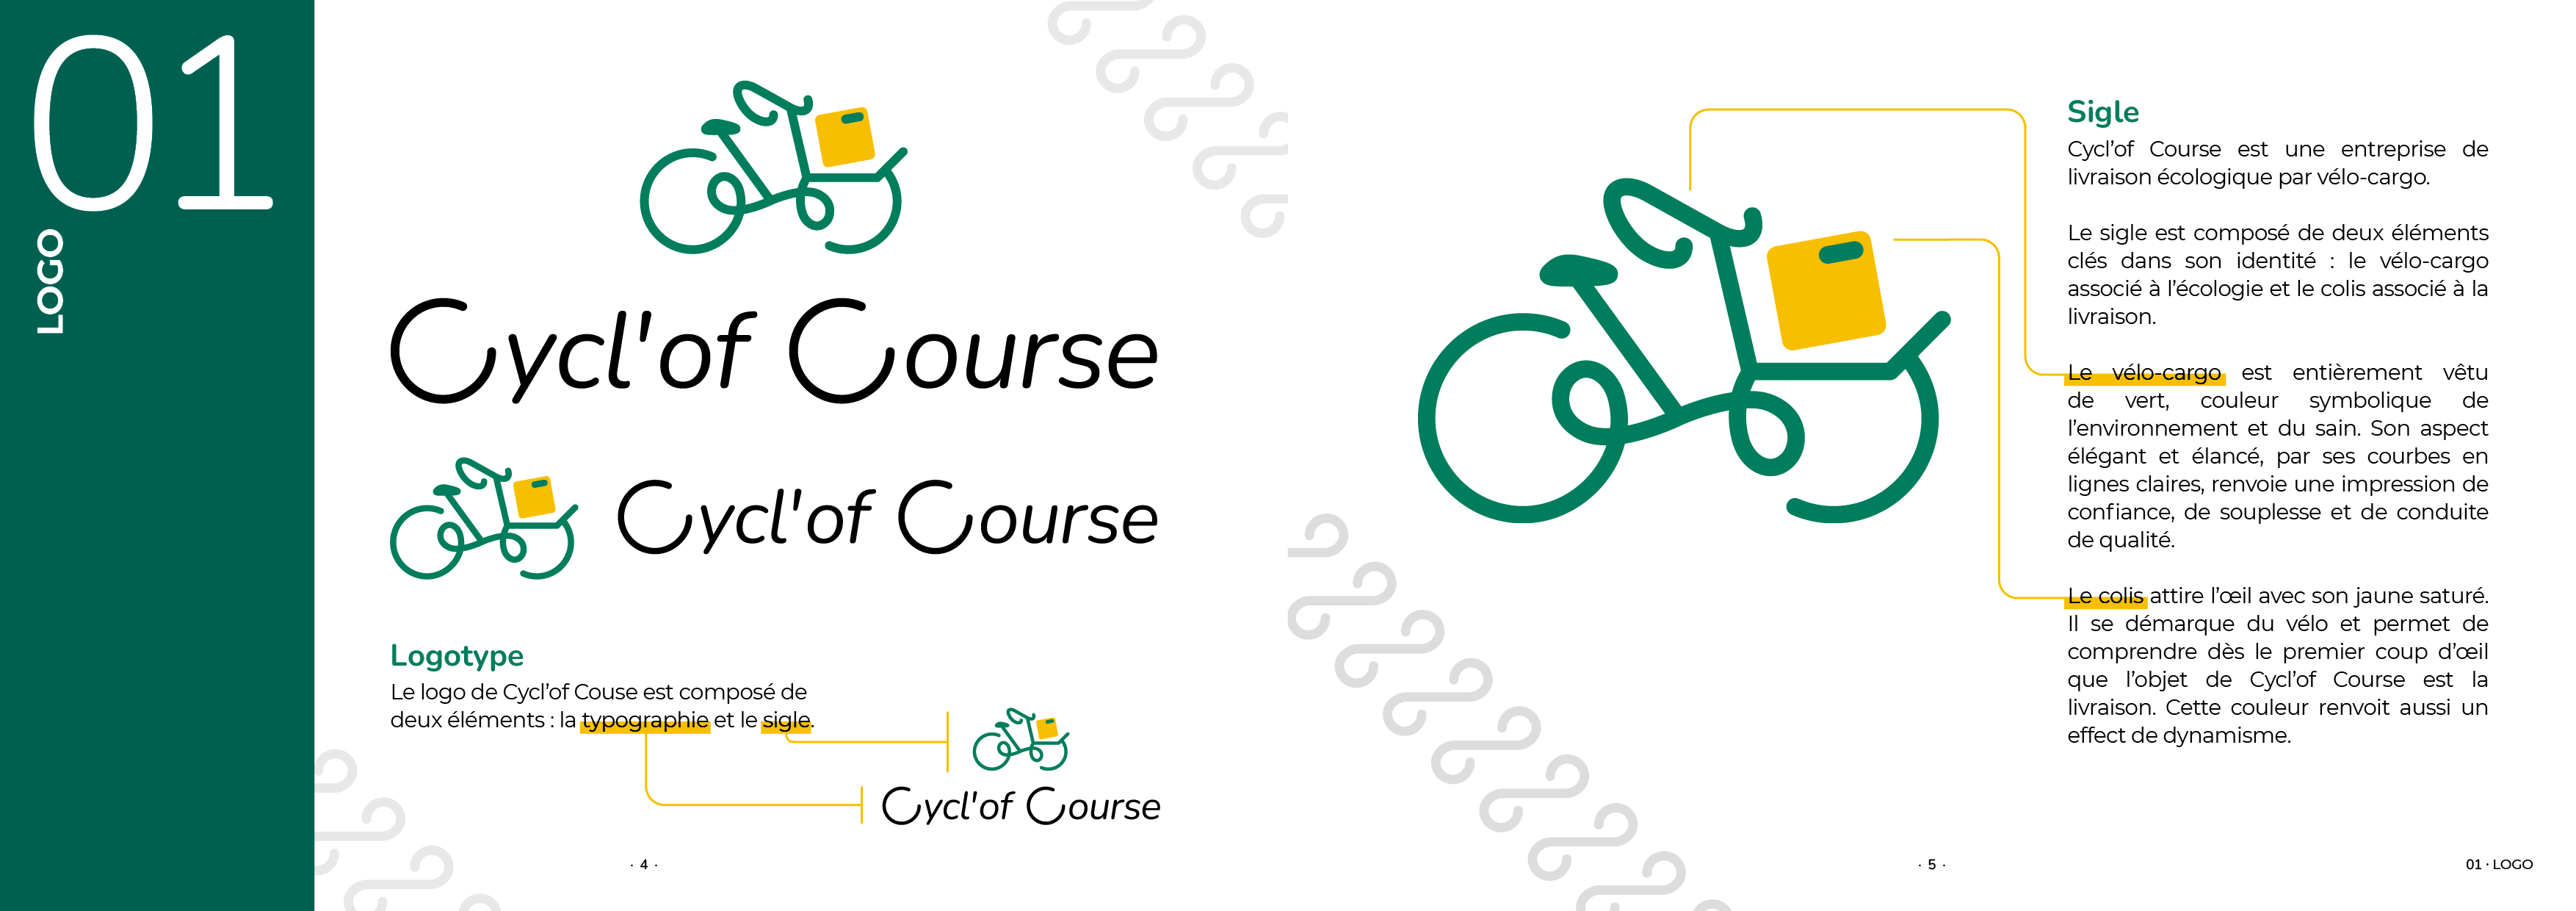 01
LOGO
Cycl'of Course
Cycl'of Course
Logotype
Le logo de Cycl’of Couse est composé de
deux éléments : la typographie et le sigle.
Cycl'of Course
· 4 ·
Sigle
Cycl’of Course est une entreprise de
livraison écologique par vélo-cargo.
Le sigle est composé de deux éléments
clés dans son identité : le vélo-cargo
associé à l’écologie et le colis associé à la
livraison.
Le vélo-cargo est entièrement vêtu
de vert, couleur symbolique de
l’environnement et du sain. Son aspect
élégant et élancé, par ses courbes en
lignes claires, renvoie une impression de
confiance, de souplesse et de conduite
de qualité.
Le colis attire l’œil avec son jaune saturé.
Il se démarque du vélo et permet de
comprendre dès le premier coup d’œil
que l’objet de Cycl’of Course est la
livraison. Cette couleur renvoit aussi un
effect de dynamisme.
· 5 ·
01 · LOGO